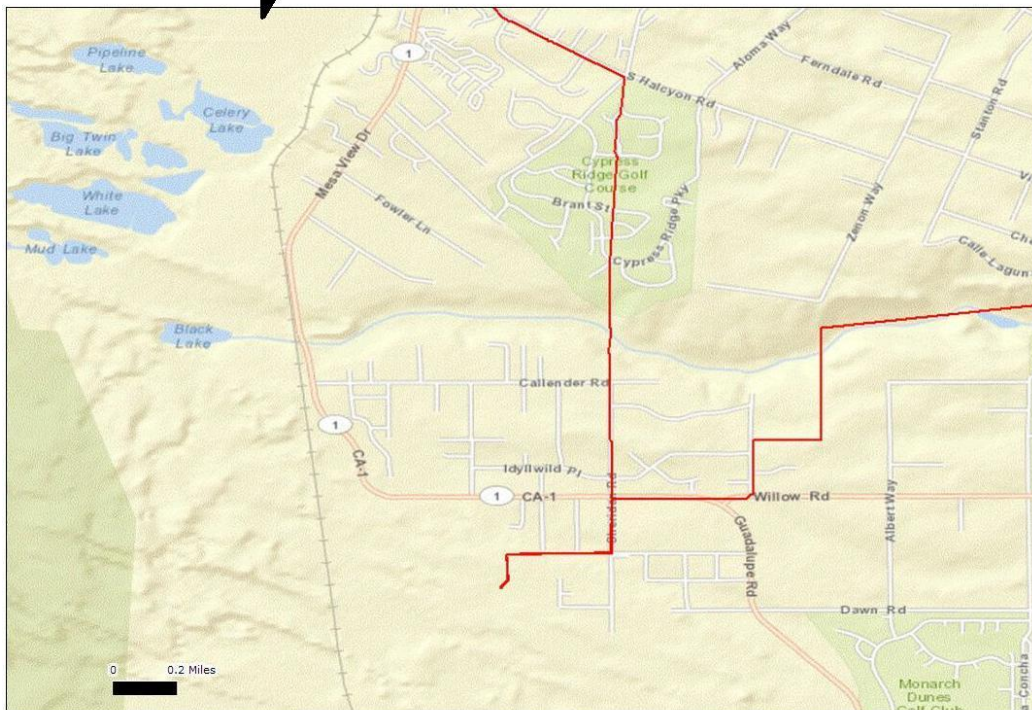 1
Pipeline
Lake
Aloma Way
Ferndale Rd
S Halcyon Rd
Stanton Rd
Celery
Lake
Big Twin
Lake
Mesa View Dr
Cypress
Ridge Golf
Course
White
Lake
Fowler Ln
Brant St
Zenon Way
Mud Lake
Cypress Ridge Pky
Calle Lagun
Black
Lake
Callender Rd
1
CA-1
Idyllwild Pl
1
CA-1
Willow Rd
Albert Way
Guadalupe Rd
Dawn Rd
0
0.2 Miles
Monarch
Dunes
Golf Club